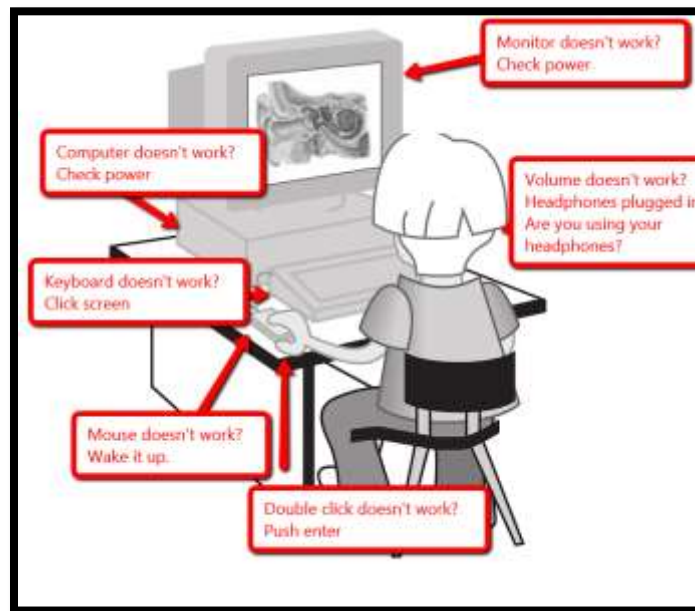 Monitor doesn't work?
Check power
Computer doesn't work?
Check power
Volume doesn't work?
Headphones plugged in
Are you using your
headphones?
Keyboard doesn't work?
Click screen
Mouse doesn't work?
Wake it up.
Double click doesn't work?
Push enter